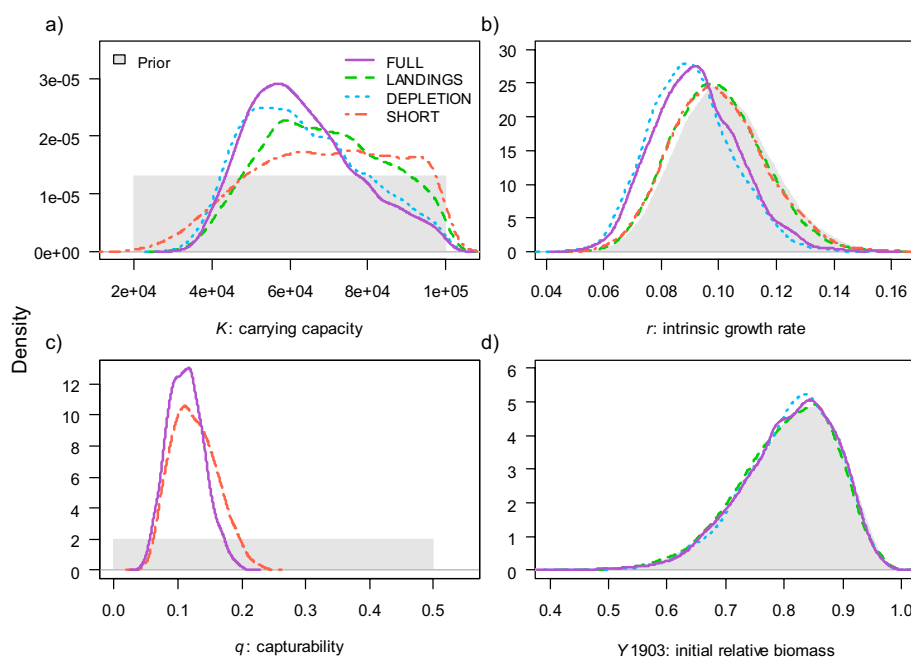 a)
b)
Prior
FULL
LANDINGS
DEPLETION
SHORT
3e-05
2e-05
1e-05
0e+00
2e+04 4e+04 6e+04 8e+04 1e+05
K: carrying capacity
30
25
20
15
10
5
0
0.04 0.06 0.08 0.10 0.12 0.14 0.16
r: intrinsic growth rate
Density
c)
d)
12
10
8
6
4
2
0
0.0 0.1 0.2 0.3 0.4 0.5
q: capturability
6
5
4
3
2
1
0
0.4 0.5 0.6 0.7 0.8 0.9 1.0
Y1903: initial relative biomass